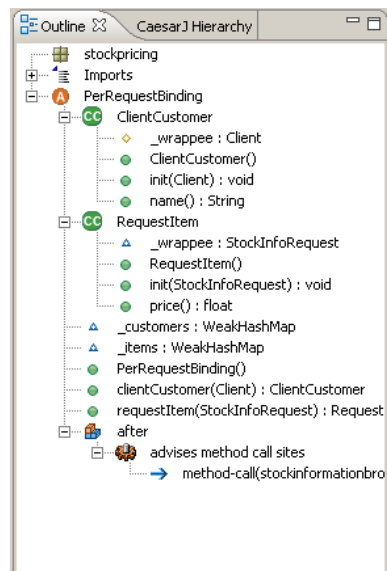 Outline CaesarJ Hierarchy
stockpricing
Imports
A PerRequestBinding
CC ClientCustomer
_wrappee : Client
ClientCustomer()
init(Client) : void
name() : String
CC RequestItem
_wrappee : StockInfoRequest
RequestItem()
init(StockInfoRequest) : void
price() : float
_customers : WeakHashMap
_items : WeakHashMap
PerRequestBinding()
clientCustomer(Client) : ClientCustomer
requestItem(StockInfoRequest) : Request
after
advises method call sites
method-call(stockinformationbro